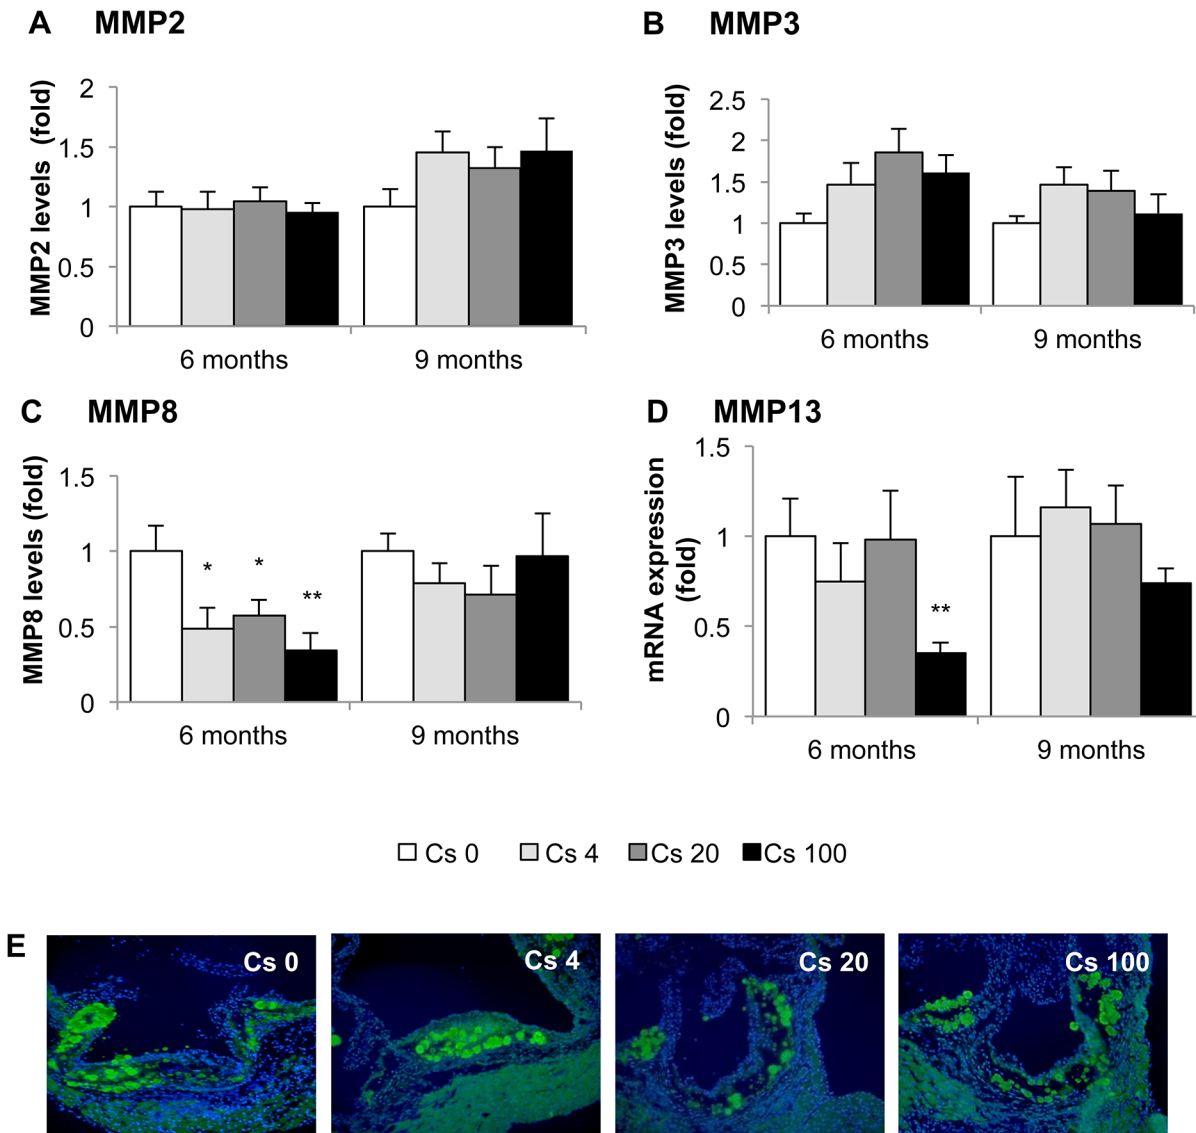 A MMP2
MMP2 levels (fold)
2
1.5
1
0.5
0
6 months
9 months
B MMP3
MMP3 levels (fold)
2.5
2
1.5
1
0.5
0
6 months
9 months
C MMP8
MMP8 levels (fold)
1.5
1
0.5
0
*
*
**
6 months
9 months
D MMP13
mRNA expression
(fold)
1.5
1
0.5
0
**
6 months
9 months
Cs 0 Cs 4 Cs 20 Cs 100
E
Cs 0
Cs 4
Cs 20
Cs 100